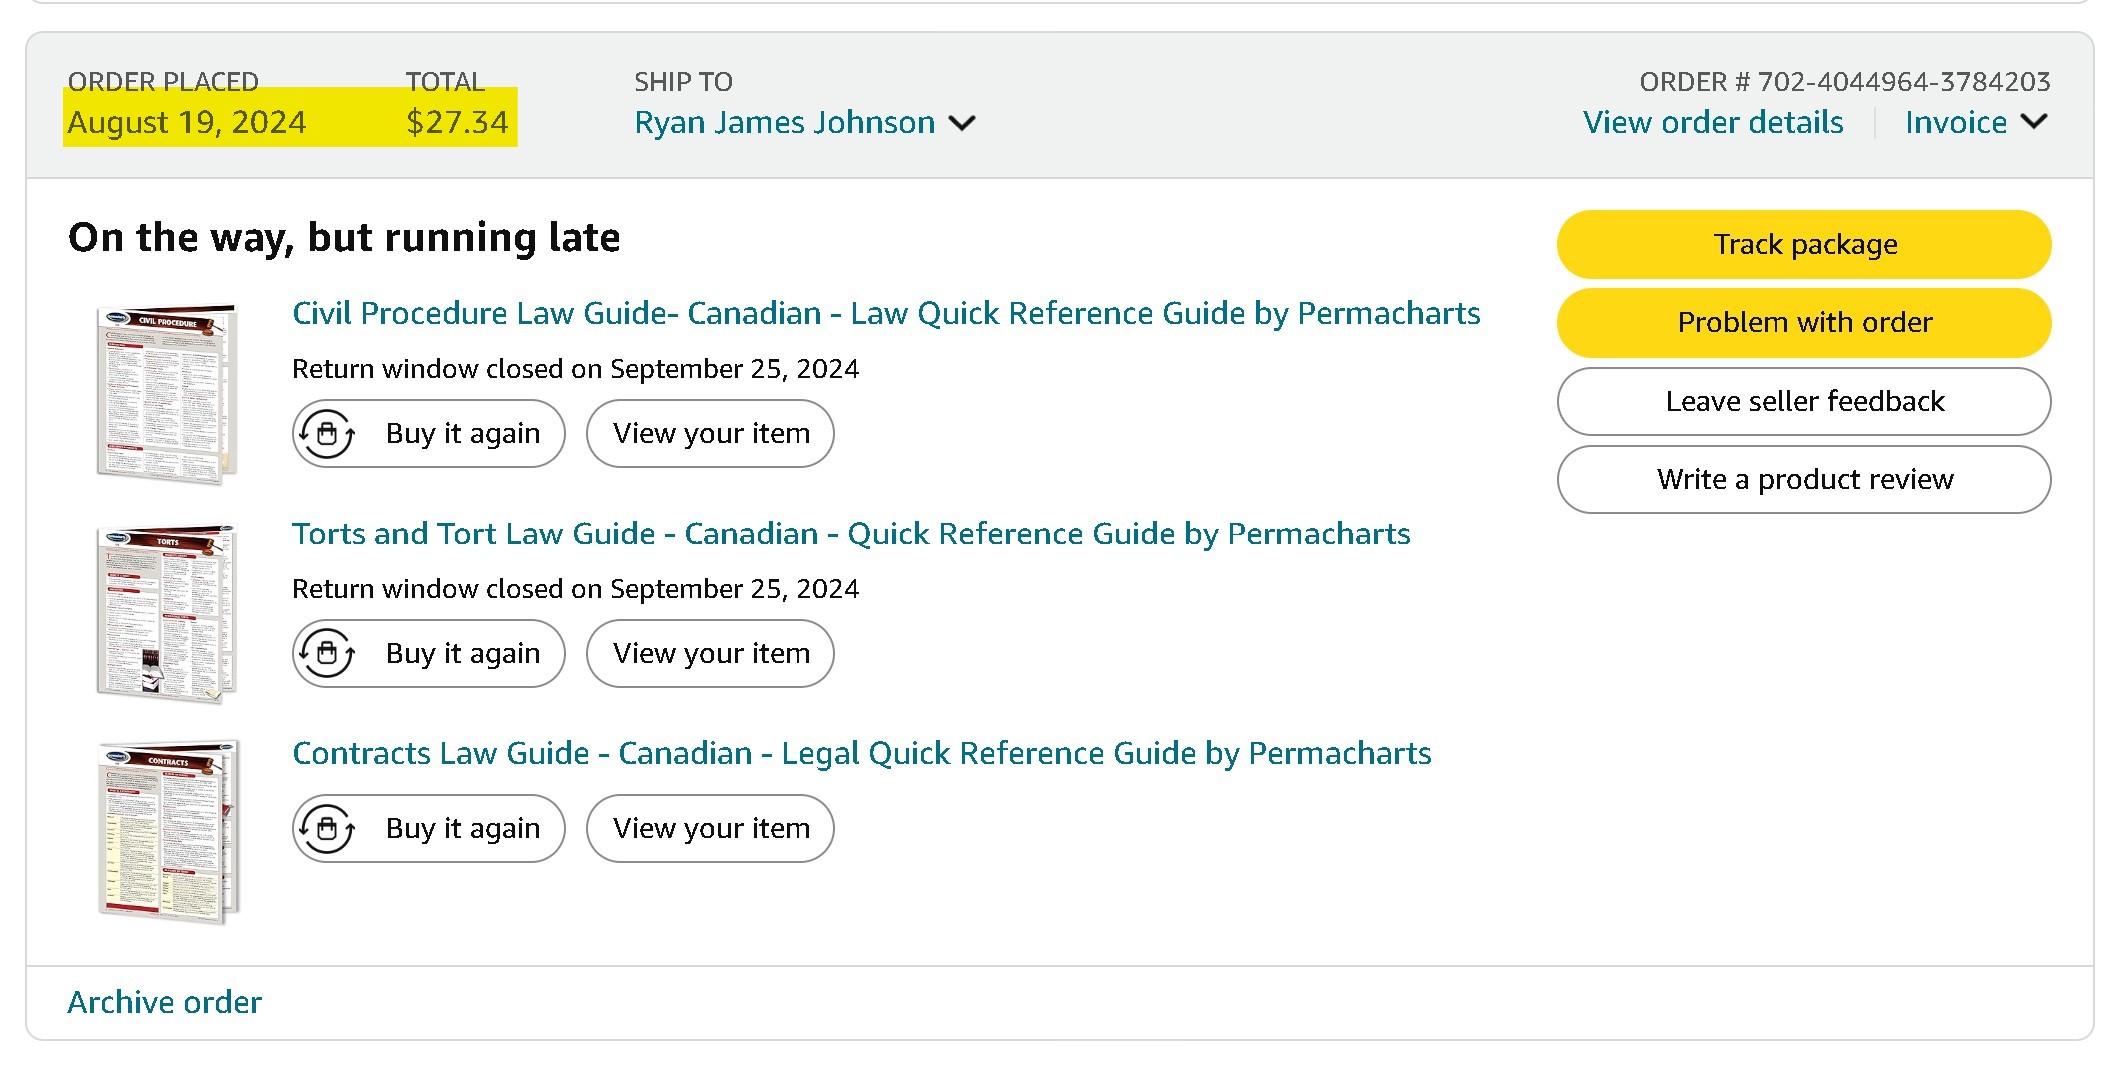 ORDER PLACED TOTAL SHIP TO ORDER # 702-4044964-3784203
August 19, 2024 $27.34 Ryan James Johnson View order details Invoice
On the way, but running late
Track package
Problem with order
Leave seller feedback
Write a product review
CIVIL PROCEDURE
Civil Procedure Law Guide- Canadian - Law Quick Reference Guide by Permacharts
Return window closed on September 25, 2024
Buy it again View your item
TORTS
Torts and Tort Law Guide - Canadian - Quick Reference Guide by Permacharts
Return window closed on September 25, 2024
Buy it again View your item
CONTRACTS
Contracts Law Guide - Canadian - Legal Quick Reference Guide by Permacharts
Buy it again View your item
Archive order